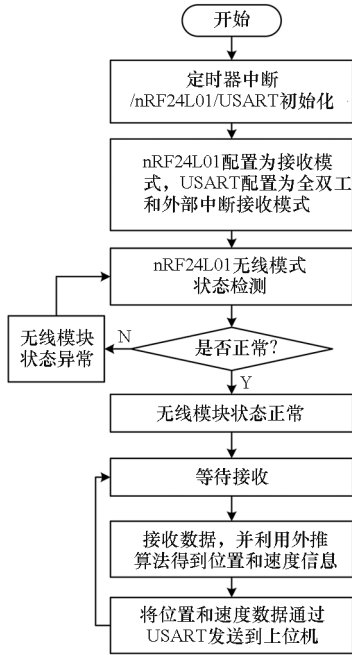 开始
定时器中断
/nRF24L01/USART初始化
nRF24L01配置为接收模
式，USART配置为全双工
和外部中断接收模式
nRF24L01无线模式
状态检测
无线模块
状态异常
N
是否正常?
Y
无线模块状态正常
等待接收
接收数据，并利用外推
算法得到位置和速度信息
将位置和速度数据通过
USART发送到上位机